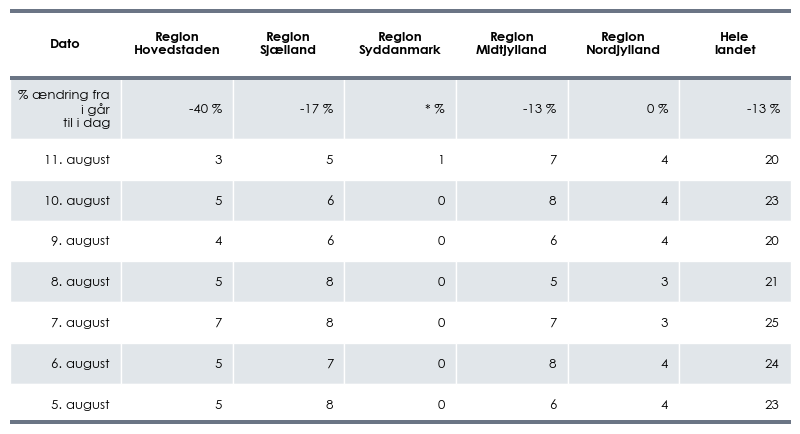 Dato Region Hovedstaden Region Sjælland Region Syddanmark Region Midtjylland Region Nordjylland Hele landet
% ændring fra i går til i dag -40 % -17 % * % -13 % 0 % -13 %
11. august 3 5 1 7 4 20
10. august 5 6 0 8 4 23
9. august 4 6 0 6 4 20
8. august 5 8 0 5 3 21
7. august 7 8 0 7 3 25
6. august 5 7 0 8 4 24
5. august 5 8 0 6 4 23